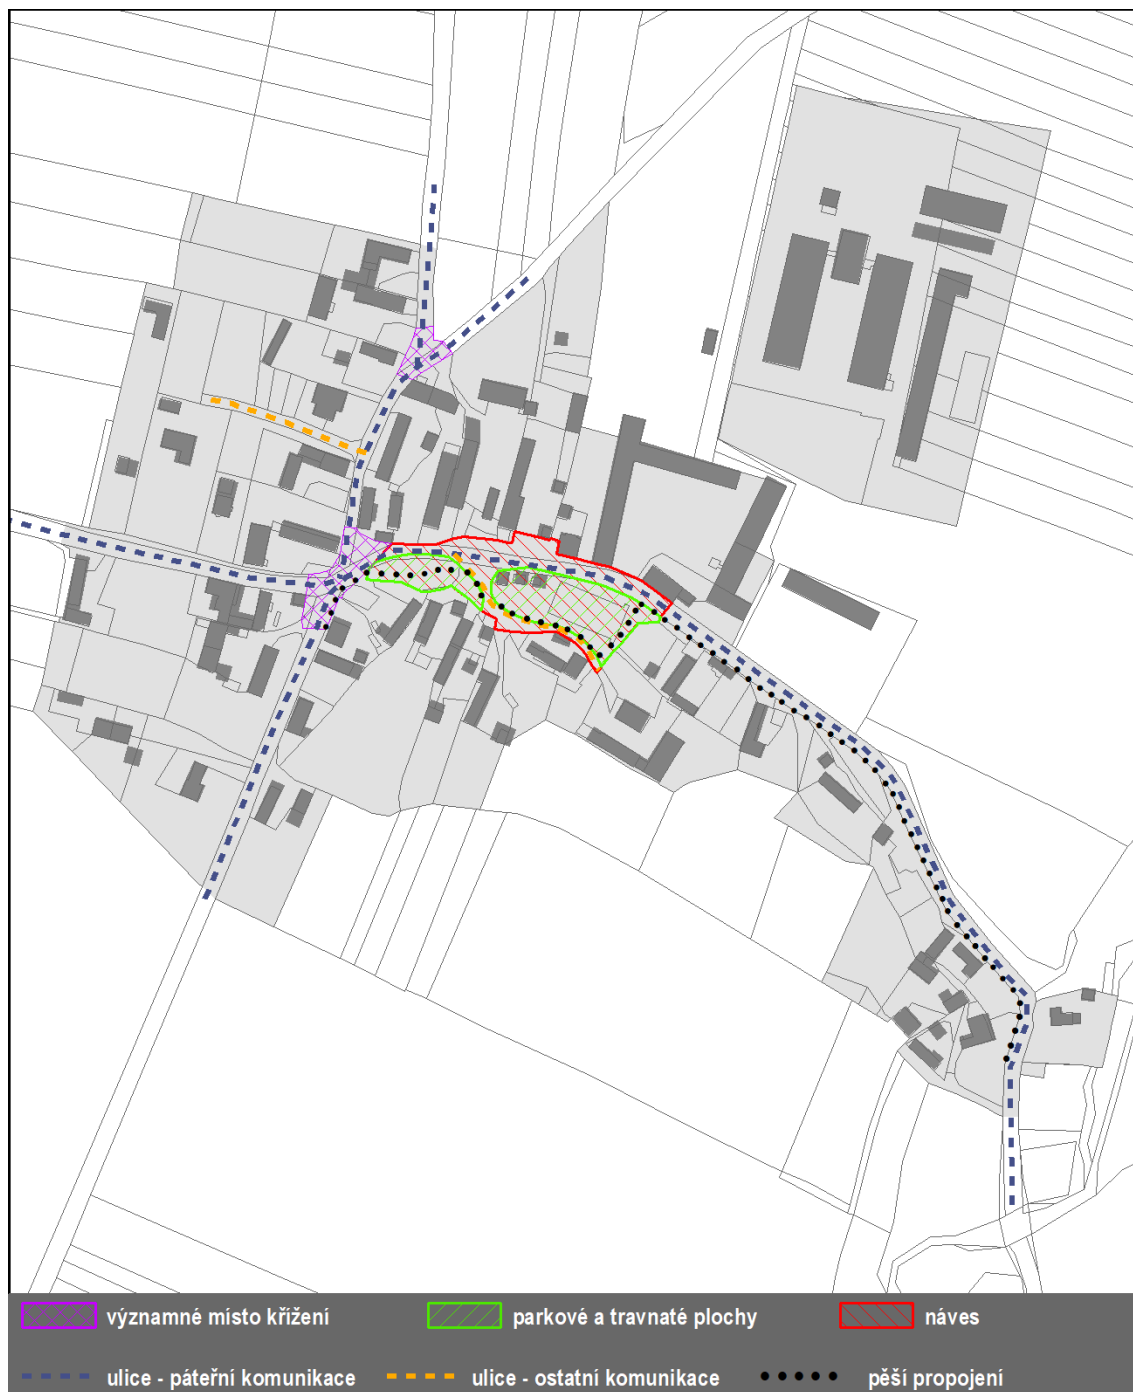 významné místo křížení parkové a travnaté plochy náves
ulice - páteřní komunikace ulice - ostatní komunikace pěší propojení